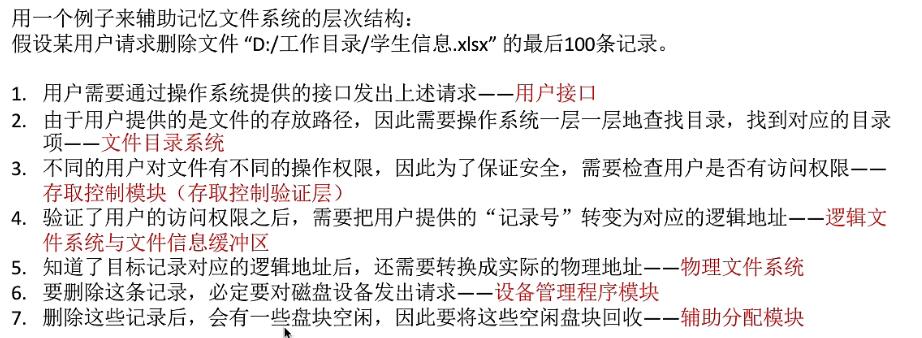 用一个例子来辅助记忆文件系统的层次结构：
假设某用户请求删除文件 “D:/工作目录/学生信息.xlsx” 的最后100条记录。
1. 用户需要通过操作系统提供的接口发出上述请求——用户接口
2. 由于用户提供的是文件的存放路径，因此需要操作系统一层一层地查找目录，找到对应的目录
项——文件目录系统
3. 不同的用户对文件有不同的操作权限，因此为了保证安全，需要检查用户是否有访问权限——
存取控制模块（存取控制验证层）
4. 验证了用户的访问权限之后，需要把用户提供的“记录号”转变为对应的逻辑地址——逻辑文
件系统与文件信息缓冲区
5. 知道了目标记录对应的逻辑地址后，还需要转换成实际的物理地址——物理文件系统
6. 要删除这条记录，必定要对磁盘设备发出请求——设备管理程序模块
7. 删除这些记录后，会有一些盘块空闲，因此要将这些空闲盘块回收——辅助分配模块